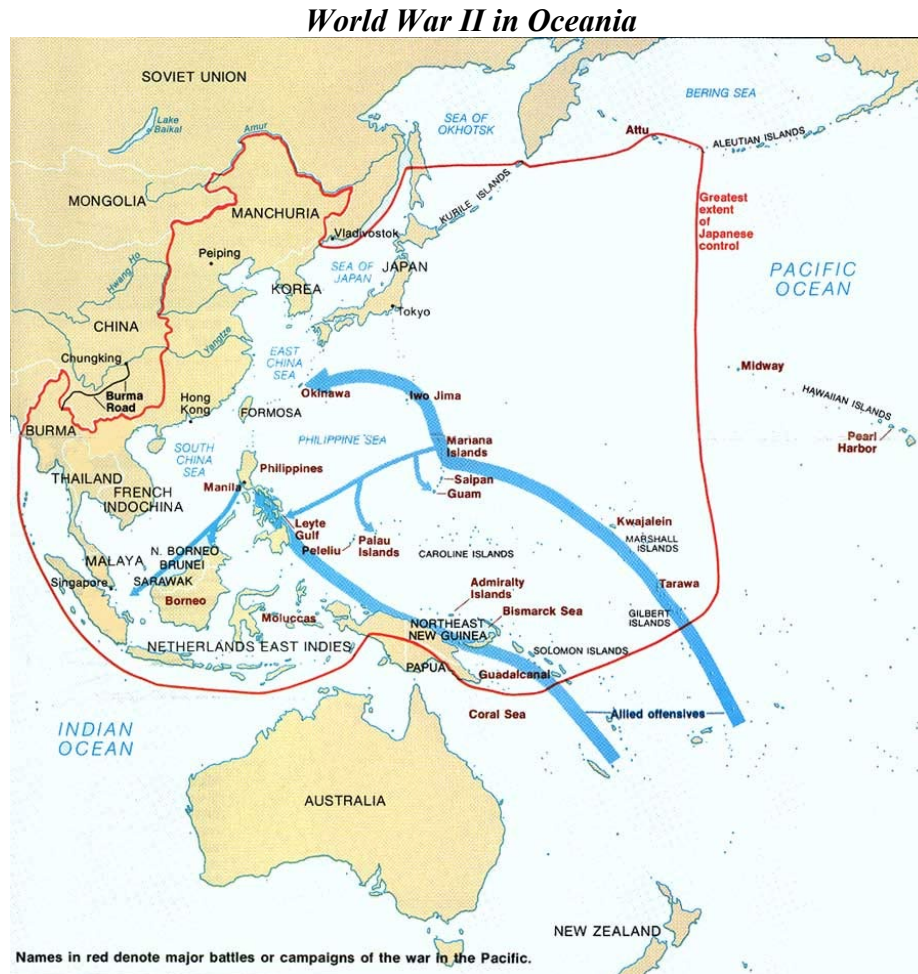 World War II in Oceania
SOVIET UNION
Lake
Baikal
Amur
SEA OF
OKHOTSK
BERING SEA
Attu
ALEUTIAN ISLANDS
MONGOLIA
MANCHURIA
KURILE ISLANDS
Greatest
extent
of
Japanese
control
Vladivostok
Peiping
SEA OF
JAPAN
JAPAN
PACIFIC
OCEAN
Hwang Ho
KOREA
Tokyo
CHINA
Yangtze
Chungking
EAST
CHINA
SEA
Midway
Burma
Road
Hong
Kong
Okinawa
Iwo Jima
HAWAIIAN ISLANDS
FORMOSA
BURMA
Pearl
Harbor
SOUTH
CHINA
SEA
PHILIPPINE SEA
Mariana
Islands
THAILAND
Philippines
Saipan
Manila
Guam
FRENCH
INDOCHINA
Leyte
Gulf
Kwajalein
Palau
Islands
Peleliu
MARSHALL
ISLANDS
N. BORNEO
BRUNEI
MALAYA
CAROLINE ISLANDS
Singapore
SARAWAK
Admiralty
Islands
Tarawa
Borneo
Bismarck Sea
Moluccas
NORTHEAST
NEW GUINEA
GILBERT
ISLANDS
NETHERLANDS EAST INDIES
SOLOMON ISLANDS
PAPUA
Guadalcanal
Coral Sea
Allied offensives
INDIAN
OCEAN
AUSTRALIA
NEW ZEALAND
Names in red denote major battles or campaigns of the war in the Pacific.